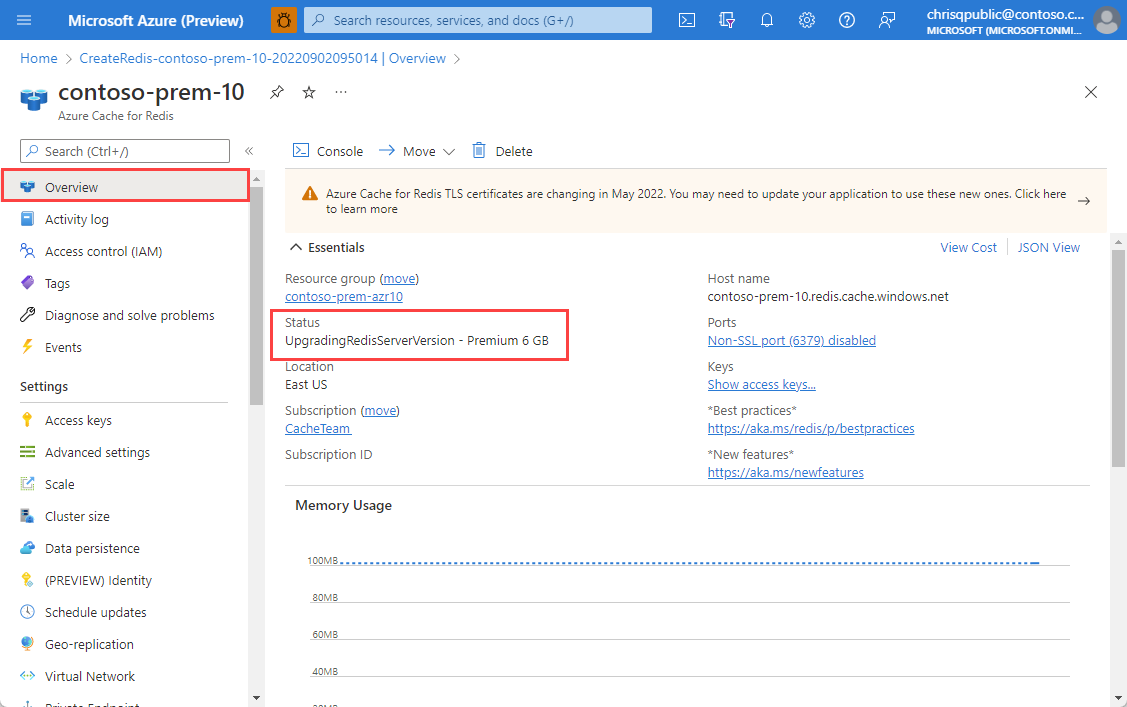 Microsoft Azure (Preview)
Search resources, services, and docs (G+/)
chrisqpublic@contoso.c...
MICROSOFT (MICROSOFT.ONMI...
Home > CreateRedis-contoso-prem-10-20220902095014 | Overview >
contoso-prem-10
...
Azure Cache for Redis
Search (Ctrl+/)
«
Overview
Activity log
Access control (IAM)
Tags
Diagnose and solve problems
Events
Settings
Access keys
Advanced settings
Scale
Cluster size
Data persistence
(PREVIEW) Identity
Schedule updates
Geo-replication
Virtual Network
Private Endpoint
Console
Move
Delete
Azure Cache for Redis TLS certificates are changing in May 2022. You may need to update your application to use these new ones. Click here
to learn more
Essentials
View Cost
JSON View
Resource group (move)
contoso-prem-azr10
Status
UpgradingRedisServerVersion - Premium 6 GB
Location
East US
Subscription (move)
CacheTeam
Subscription ID
Host name
contoso-prem-10.redis.cache.windows.net
Ports
Non-SSL port (6379) disabled
Keys
Show access keys...
*Best practices*
https://aka.ms/redis/p/bestpractices
*New features*
https://aka.ms/newfeatures
Memory Usage
100MB
80MB
60MB
40MB
20MB